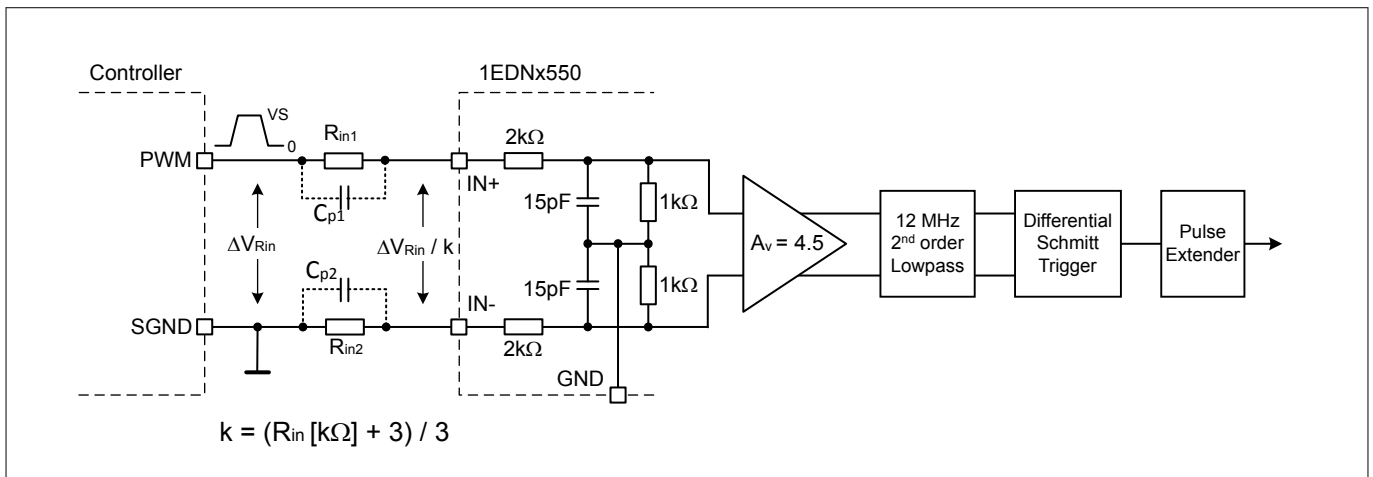 Controller
1EDNx550
VS
0
Rin1
2kΩ
PWM
IN+
Cp1
15pF
1kΩ
ΔVRin
ΔVRin / k
Av = 4.5
12 MHz
2nd order
Lowpass
Differential
Schmitt
Trigger
Pulse
Extender
Cp2
15pF
1kΩ
IN-
SGND
Rin2
2kΩ
GND
k = (Rin [kΩ] + 3) / 3